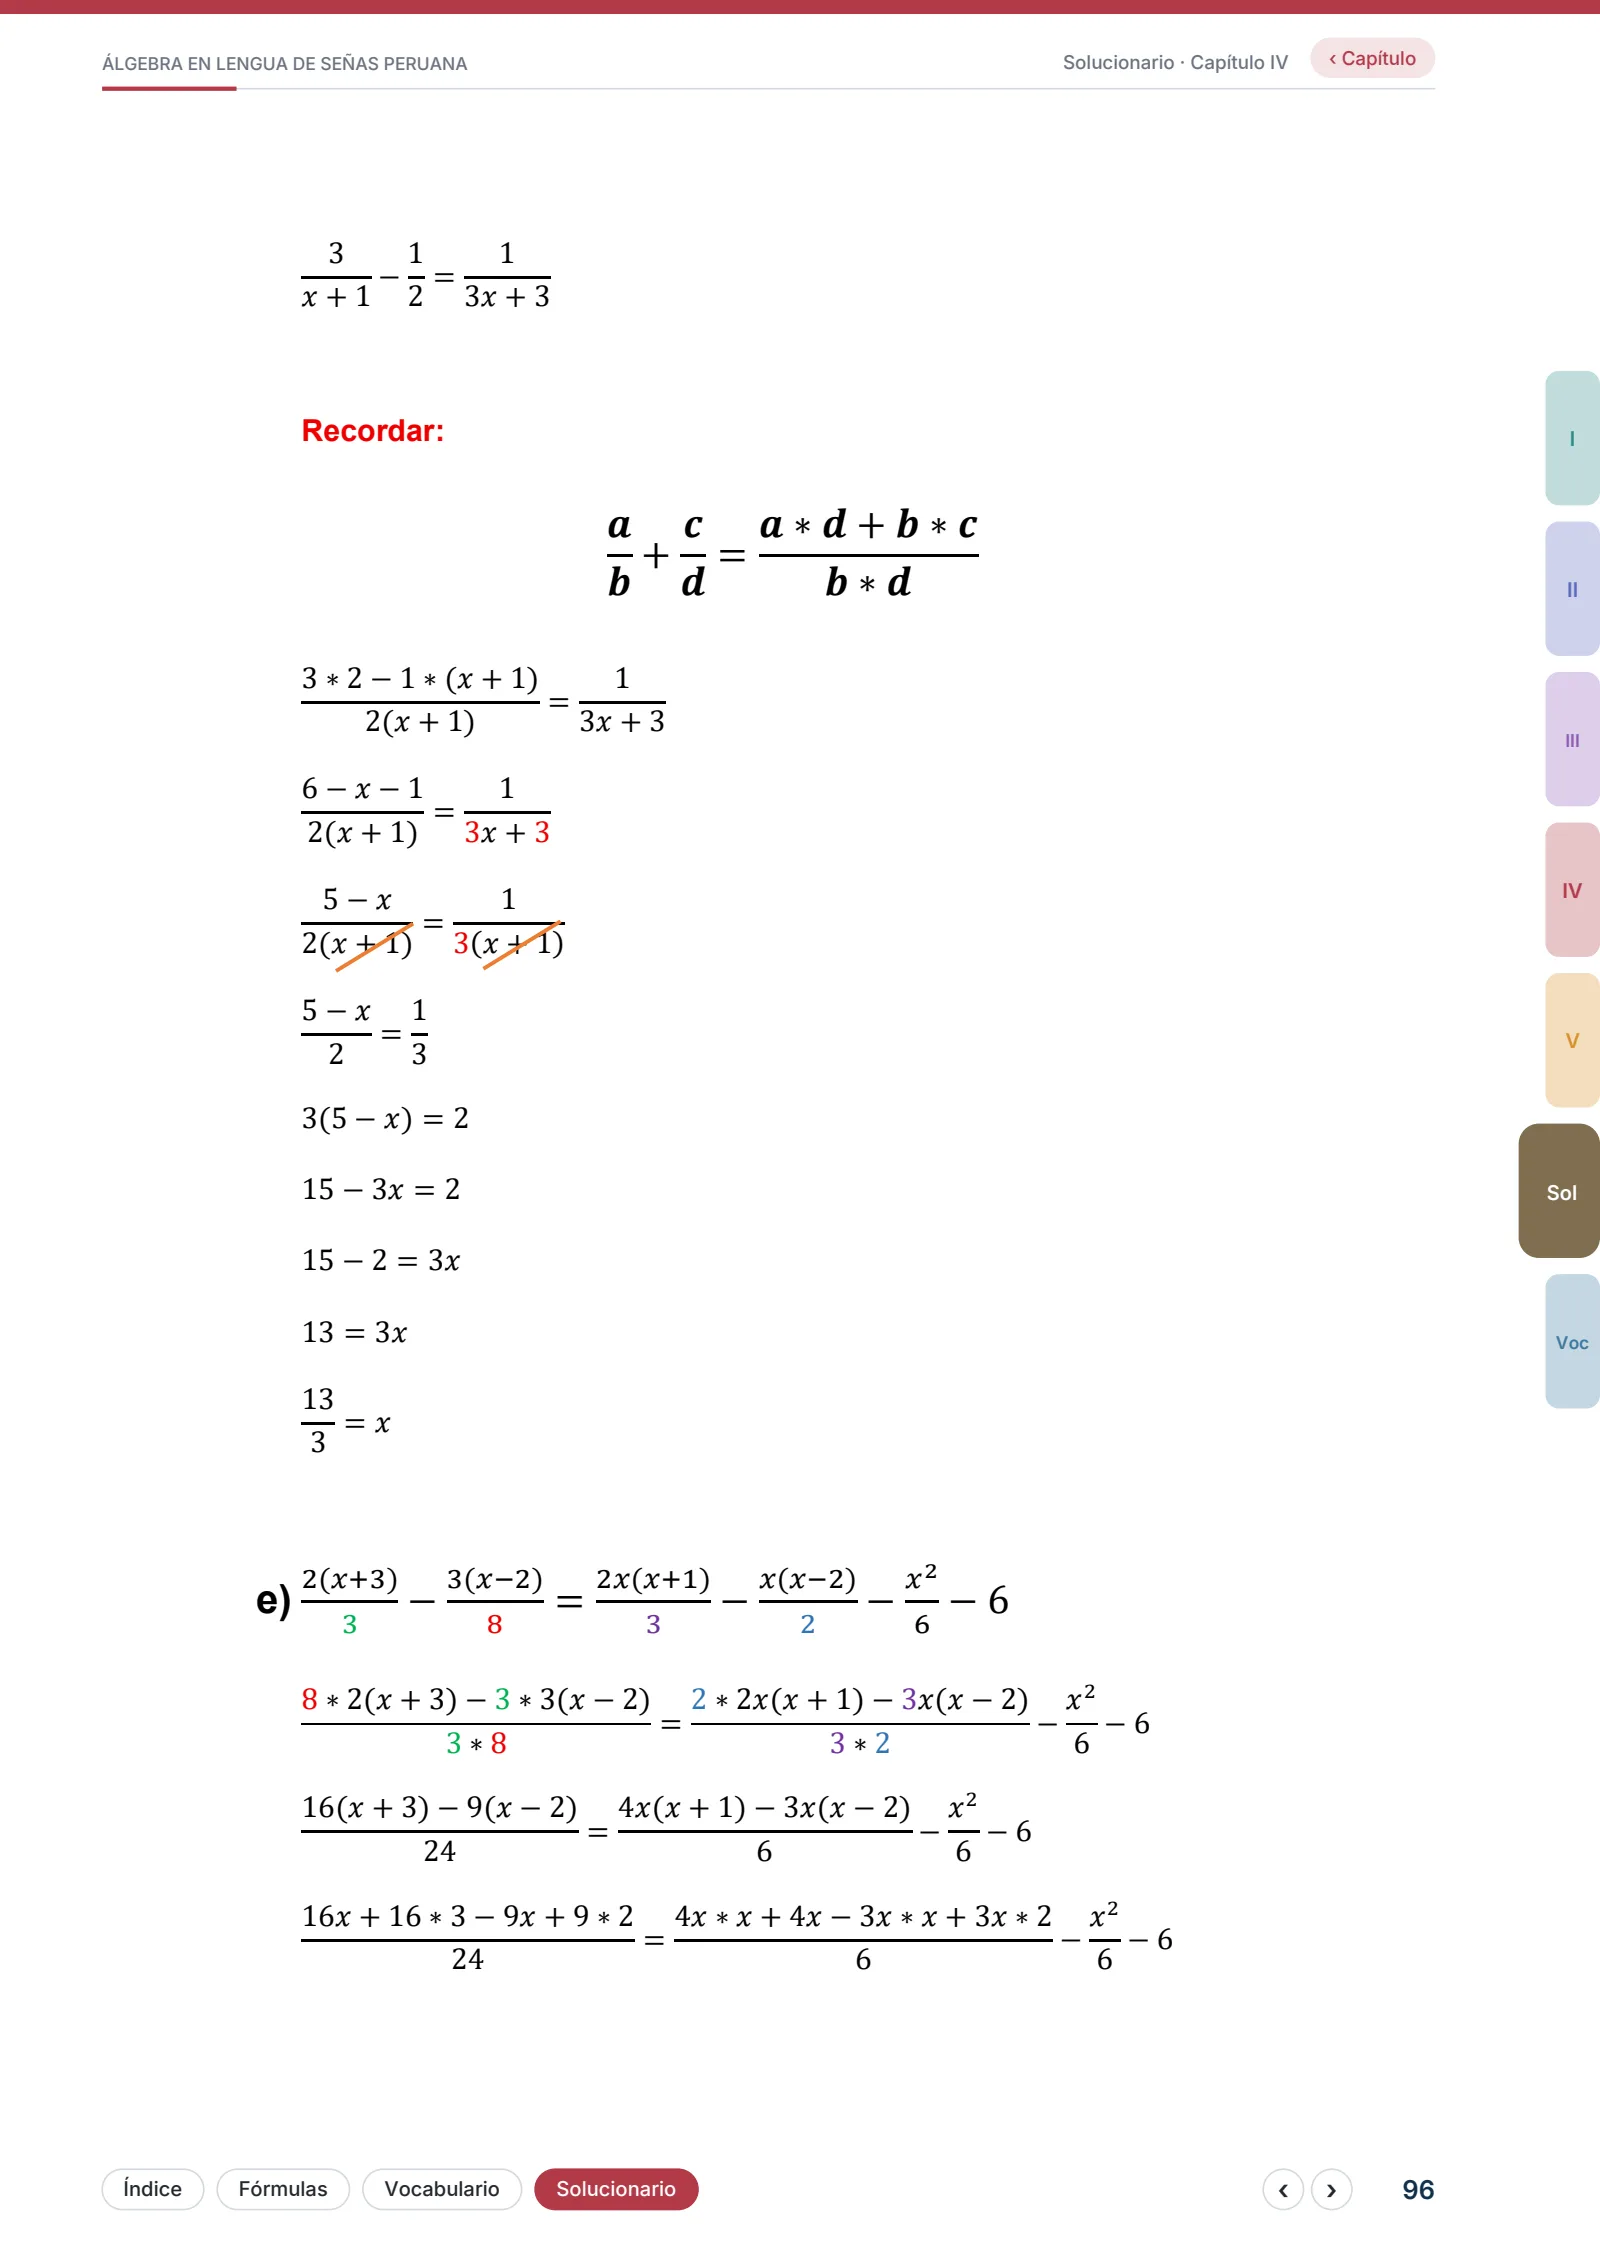 ÁLGEBRA EN LENGUA DE SEÑAS PERUANA
Solucionario · Capítulo IV
‹ Capítulo
3/(x + 1) − 1/2 = 1/(3x + 3)
Recordar:
a/b + c/d = (a ∗ d + b ∗ c)/(b ∗ d)
(3 ∗ 2 − 1 ∗ (x + 1))/(2(x + 1)) = 1/(3x + 3)
(6 − x − 1)/(2(x + 1)) = 1/(3x + 3)
(5 − x)/(2(x + 1)) = 1/(3(x + 1))
(5 − x)/2 = 1/3
3(5 − x) = 2
15 − 3x = 2
15 − 2 = 3x
13 = 3x
13/3 = x
e) 2(x+3)/3 − 3(x−2)/8 = 2x(x+1)/3 − x(x−2)/2 − x²/6 − 6
(8 ∗ 2(x + 3) − 3 ∗ 3(x − 2))/(3 ∗ 8) = (2 ∗ 2x(x + 1) − 3x(x − 2))/(3 ∗ 2) − x²/6 − 6
(16(x + 3) − 9(x − 2))/24 = (4x(x + 1) − 3x(x − 2))/6 − x²/6 − 6
(16x + 16 ∗ 3 − 9x + 9 ∗ 2)/24 = (4x ∗ x + 4x − 3x ∗ x + 3x ∗ 2)/6 − x²/6 − 6
I
II
III
IV
V
Sol
Voc
Índice
Fórmulas
Vocabulario
Solucionario
‹
›
96